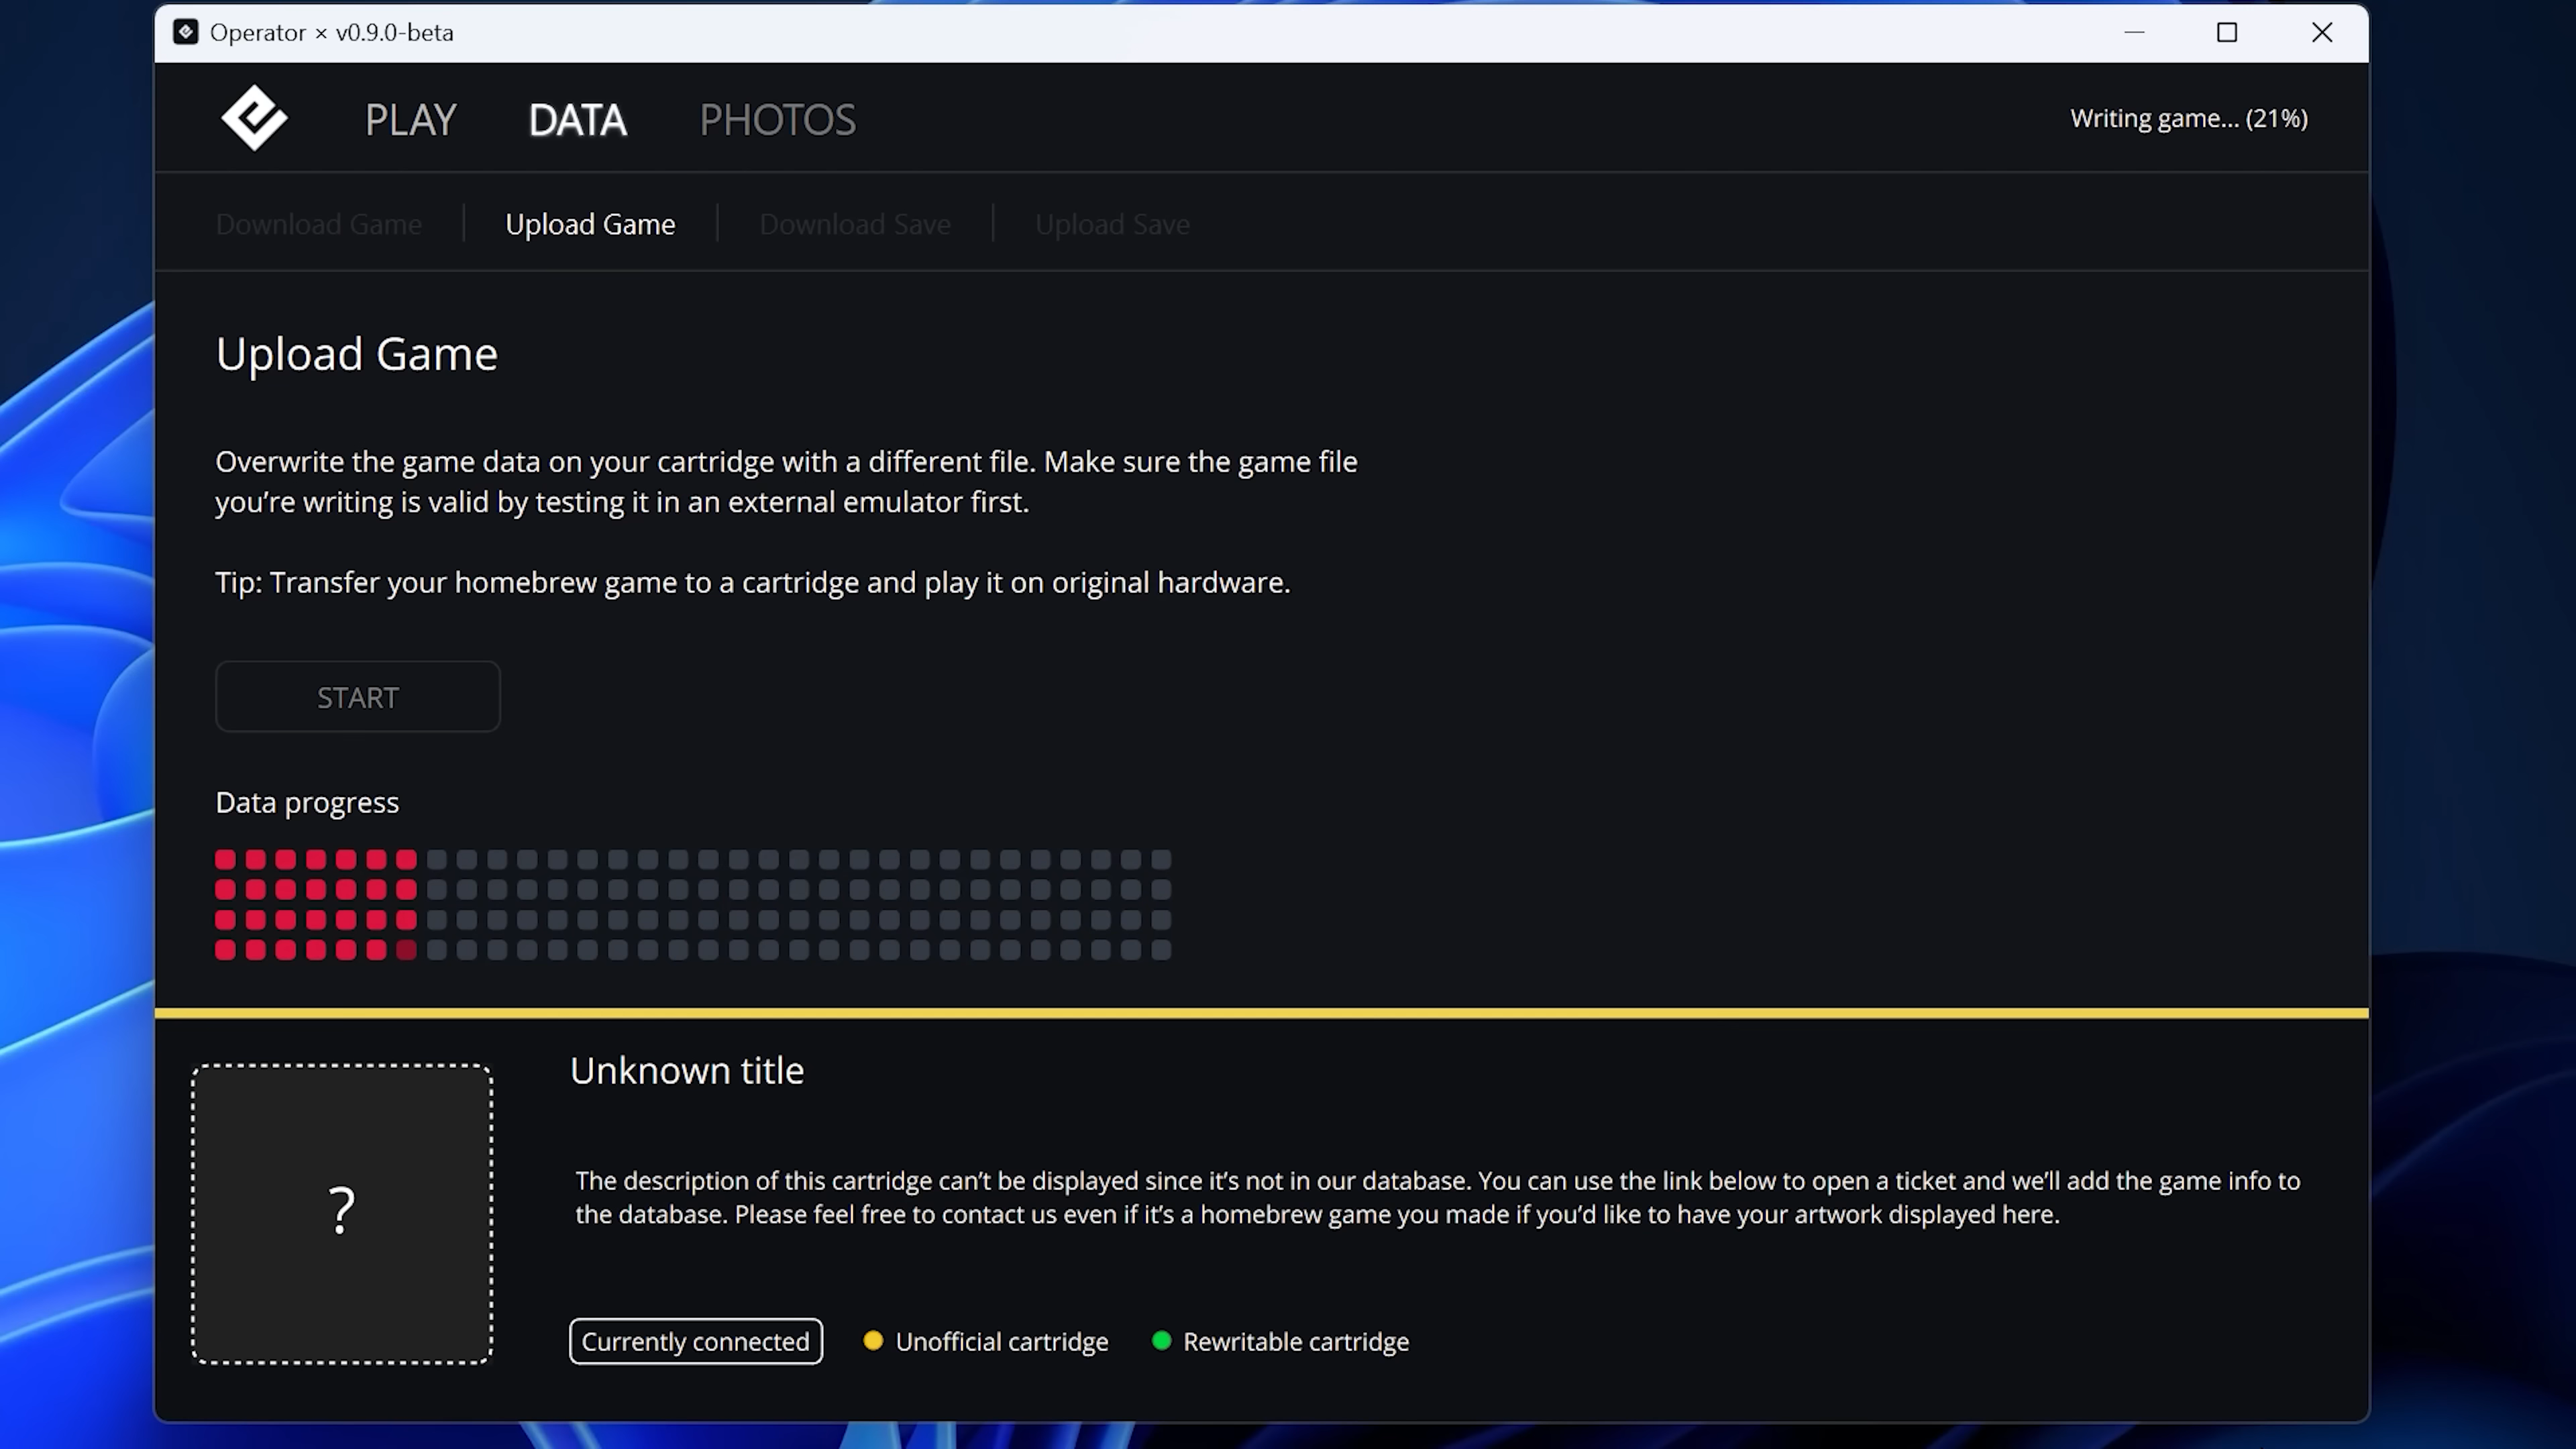 Operator × v0.9.0-beta
PLAY DATA PHOTOS Writing game... (21%)
Download Game Upload Game Download Save Upload Save
Upload Game
Overwrite the game data on your cartridge with a different file. Make sure the game file
you’re writing is valid by testing it in an external emulator first.
Tip: Transfer your homebrew game to a cartridge and play it on original hardware.
START
Data progress
Unknown title
?
The description of this cartridge can’t be displayed since it’s not in our database. You can use the link below to open a ticket and we’ll add the game info to
the database. Please feel free to contact us even if it’s a homebrew game you made if you’d like to have your artwork displayed here.
Currently connected Unofficial cartridge Rewritable cartridge